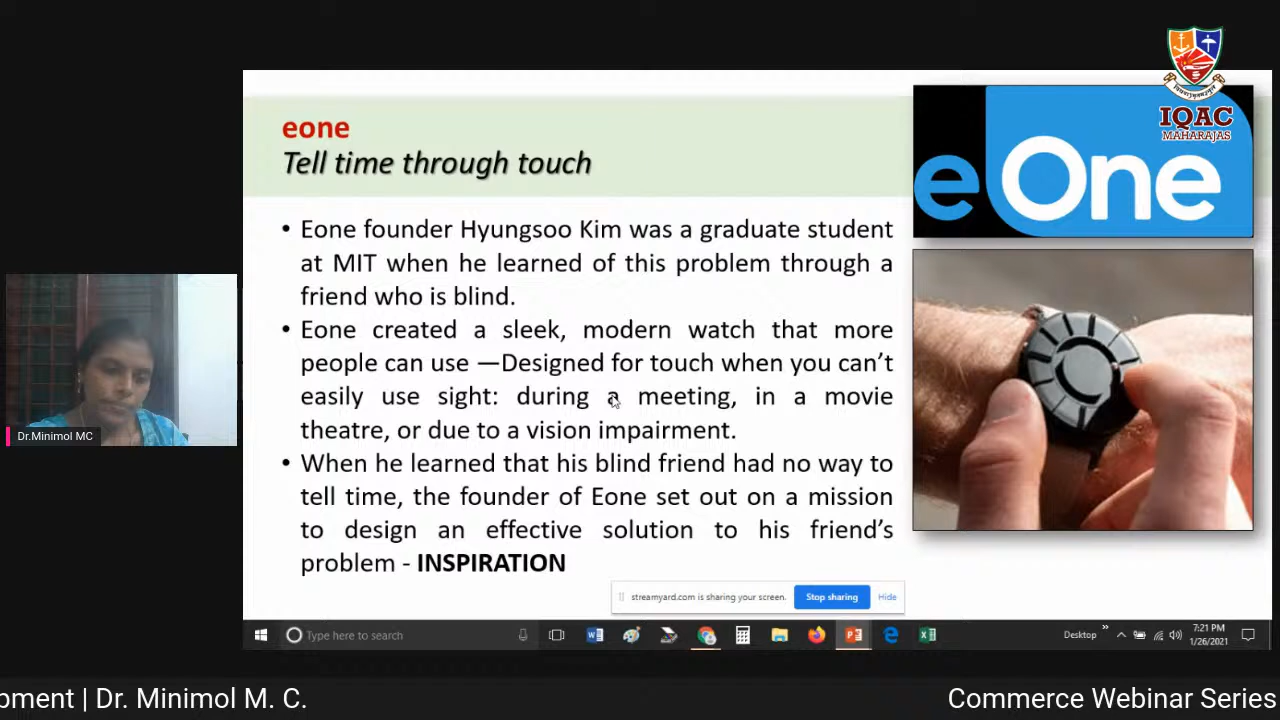 IQAC
MAHARAJAS
eone
Tell time through touch
eOne
• Eone founder Hyungsoo Kim was a graduate student
at MIT when he learned of this problem through a
friend who is blind.
• Eone created a sleek, modern watch that more
people can use —Designed for touch when you can't
easily use sight: during a meeting, in a movie
theatre, or due to a vision impairment.
• When he learned that his blind friend had no way to
tell time, the founder of Eone set out on a mission
to design an effective solution to his friend's
problem - INSPIRATION
Dr.Minimol MC
streamyard.com is sharing your screen. Stop sharing Hide
Type here to search
Desktop
7:21 PM
1/26/2021
pment | Dr. Minimol M. C.
Commerce Webinar Series